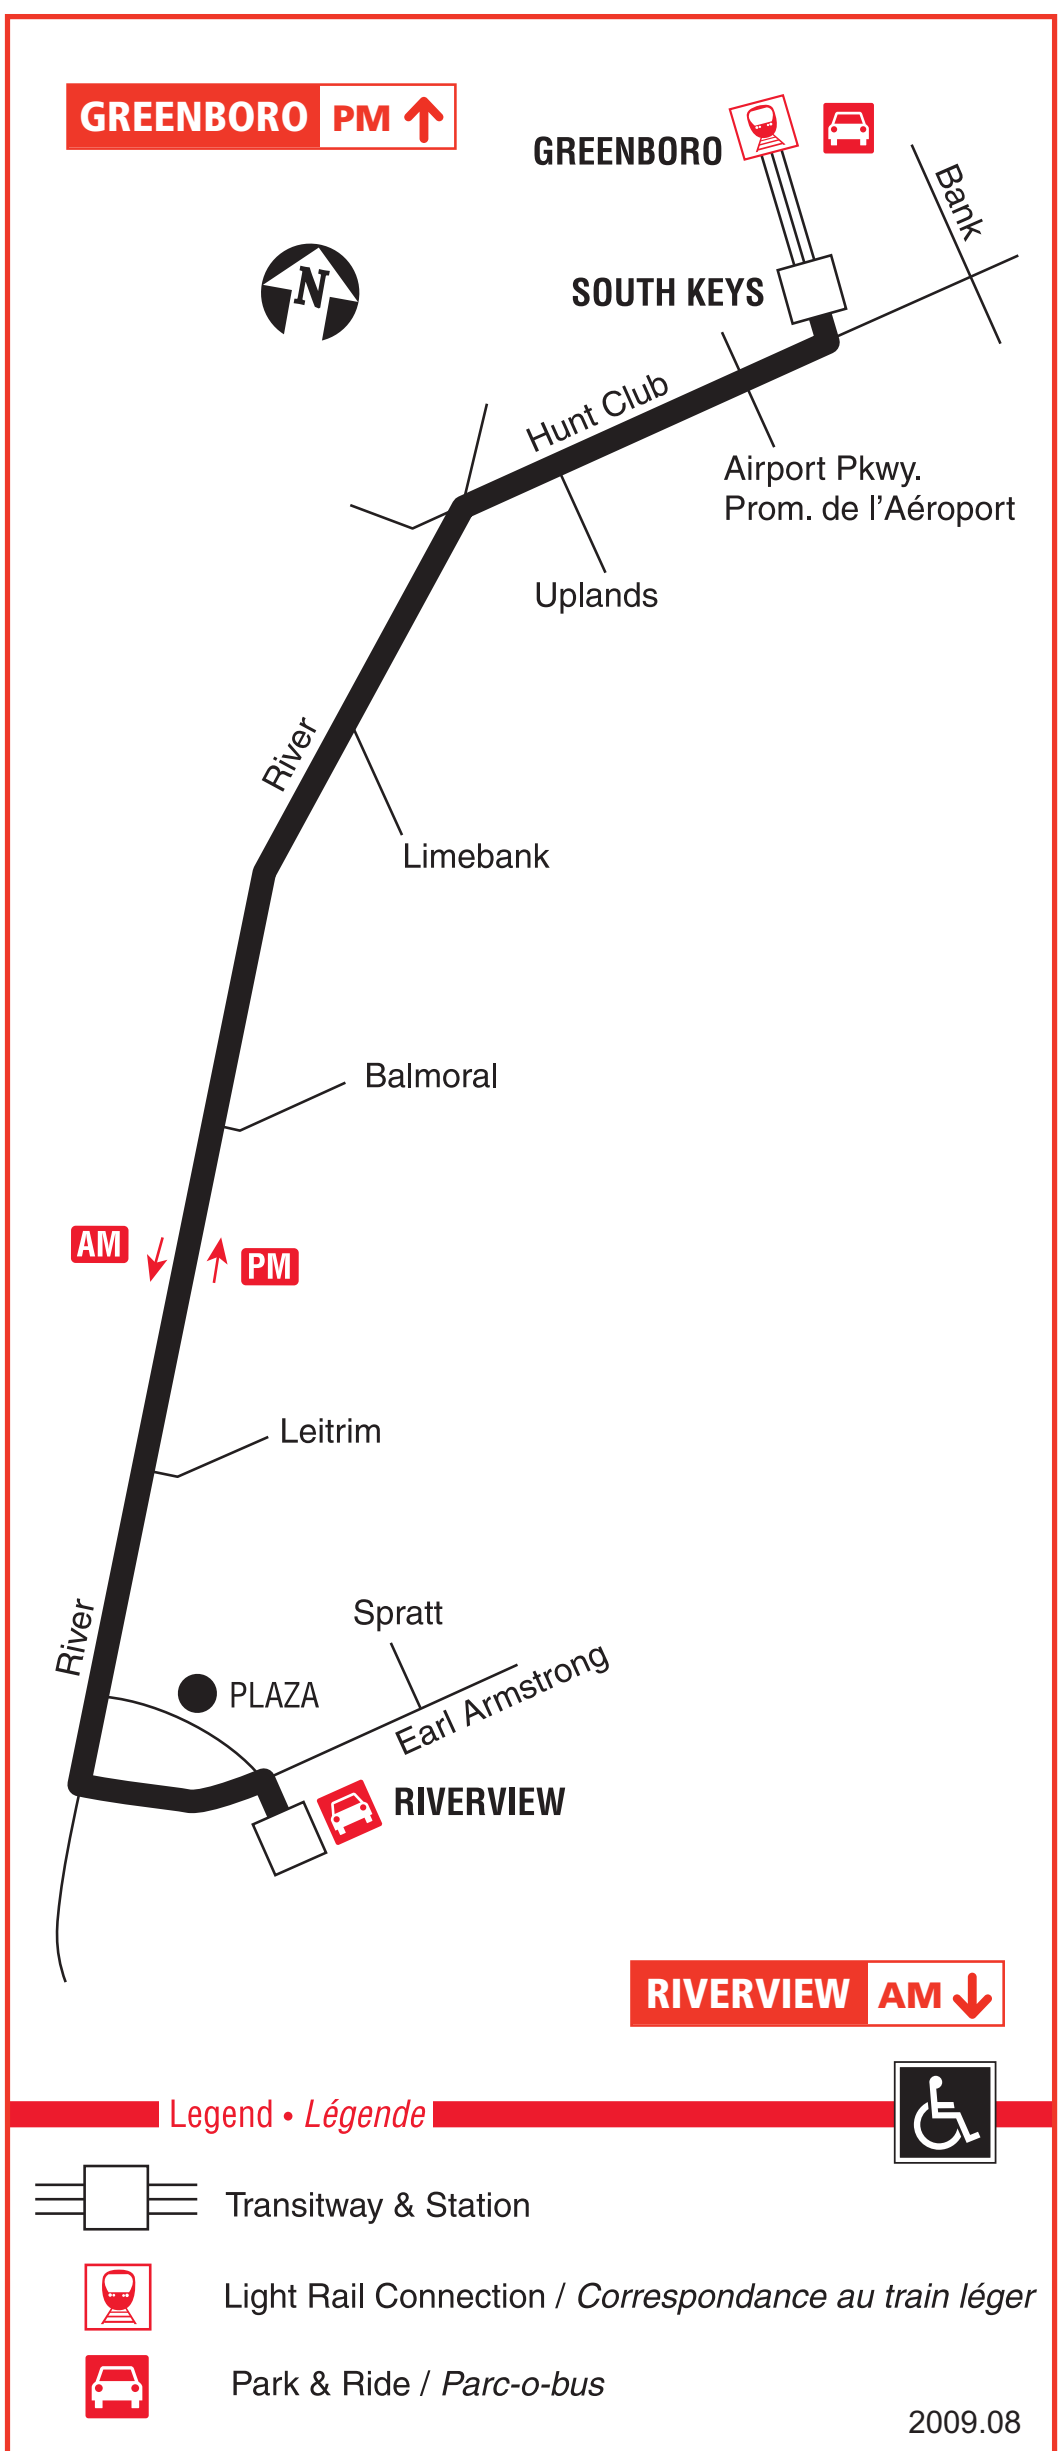 GREENBORO PM
GREENBORO
Bank
N
SOUTH KEYS
Hunt Club
Airport Pkwy.
Prom. de l'Aéroport
Uplands
River
Limebank
Balmoral
AM
PM
Leitrim
River
Spratt
PLAZA
Earl Armstrong
RIVERVIEW
RIVERVIEW AM
Legend • Légende
Transitway & Station
Light Rail Connection / Correspondance au train léger
Park & Ride / Parc-o-bus
2009.08